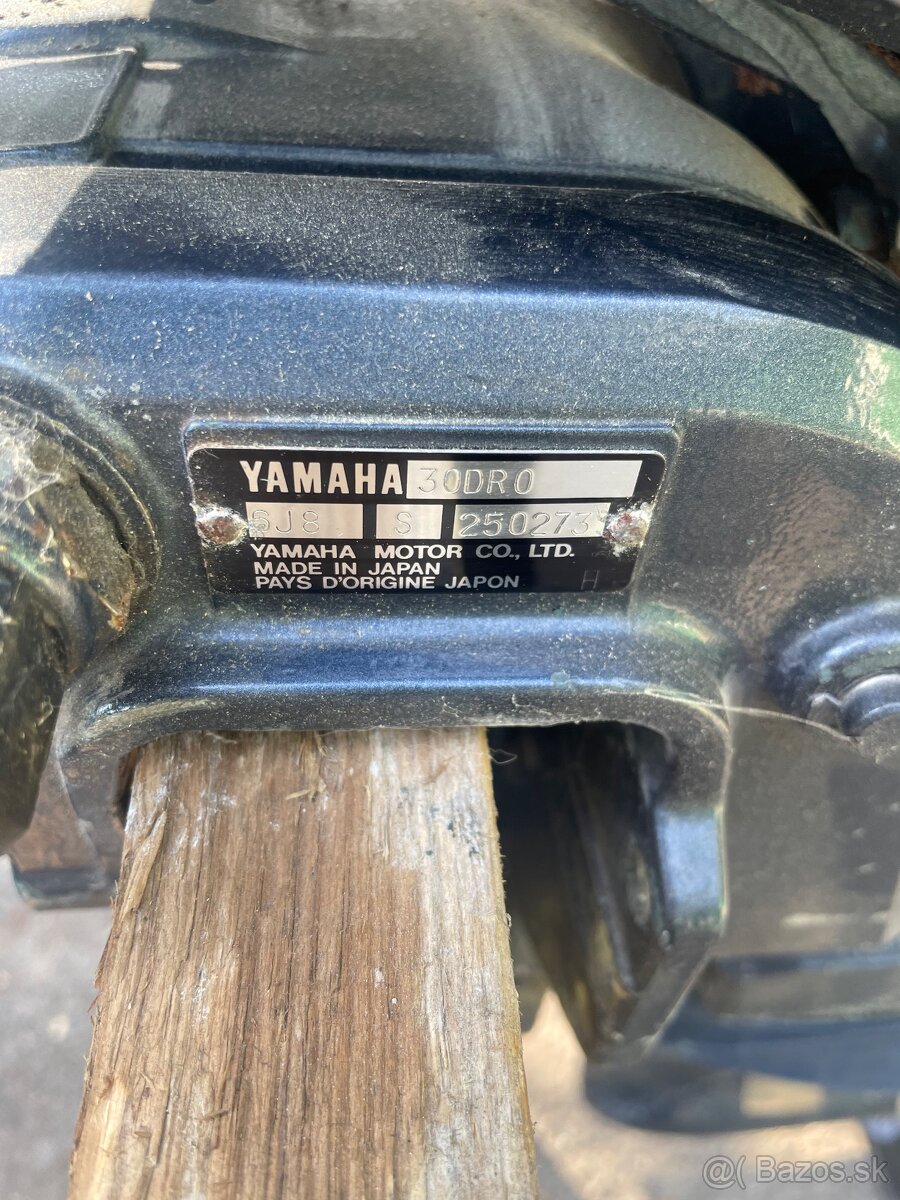 YAMAHA 30DRO
6J8 S 250273
YAMAHA MOTOR CO., LTD.
MADE IN JAPAN
PAYS D'ORIGINE JAPON H
@( Bazos.sk